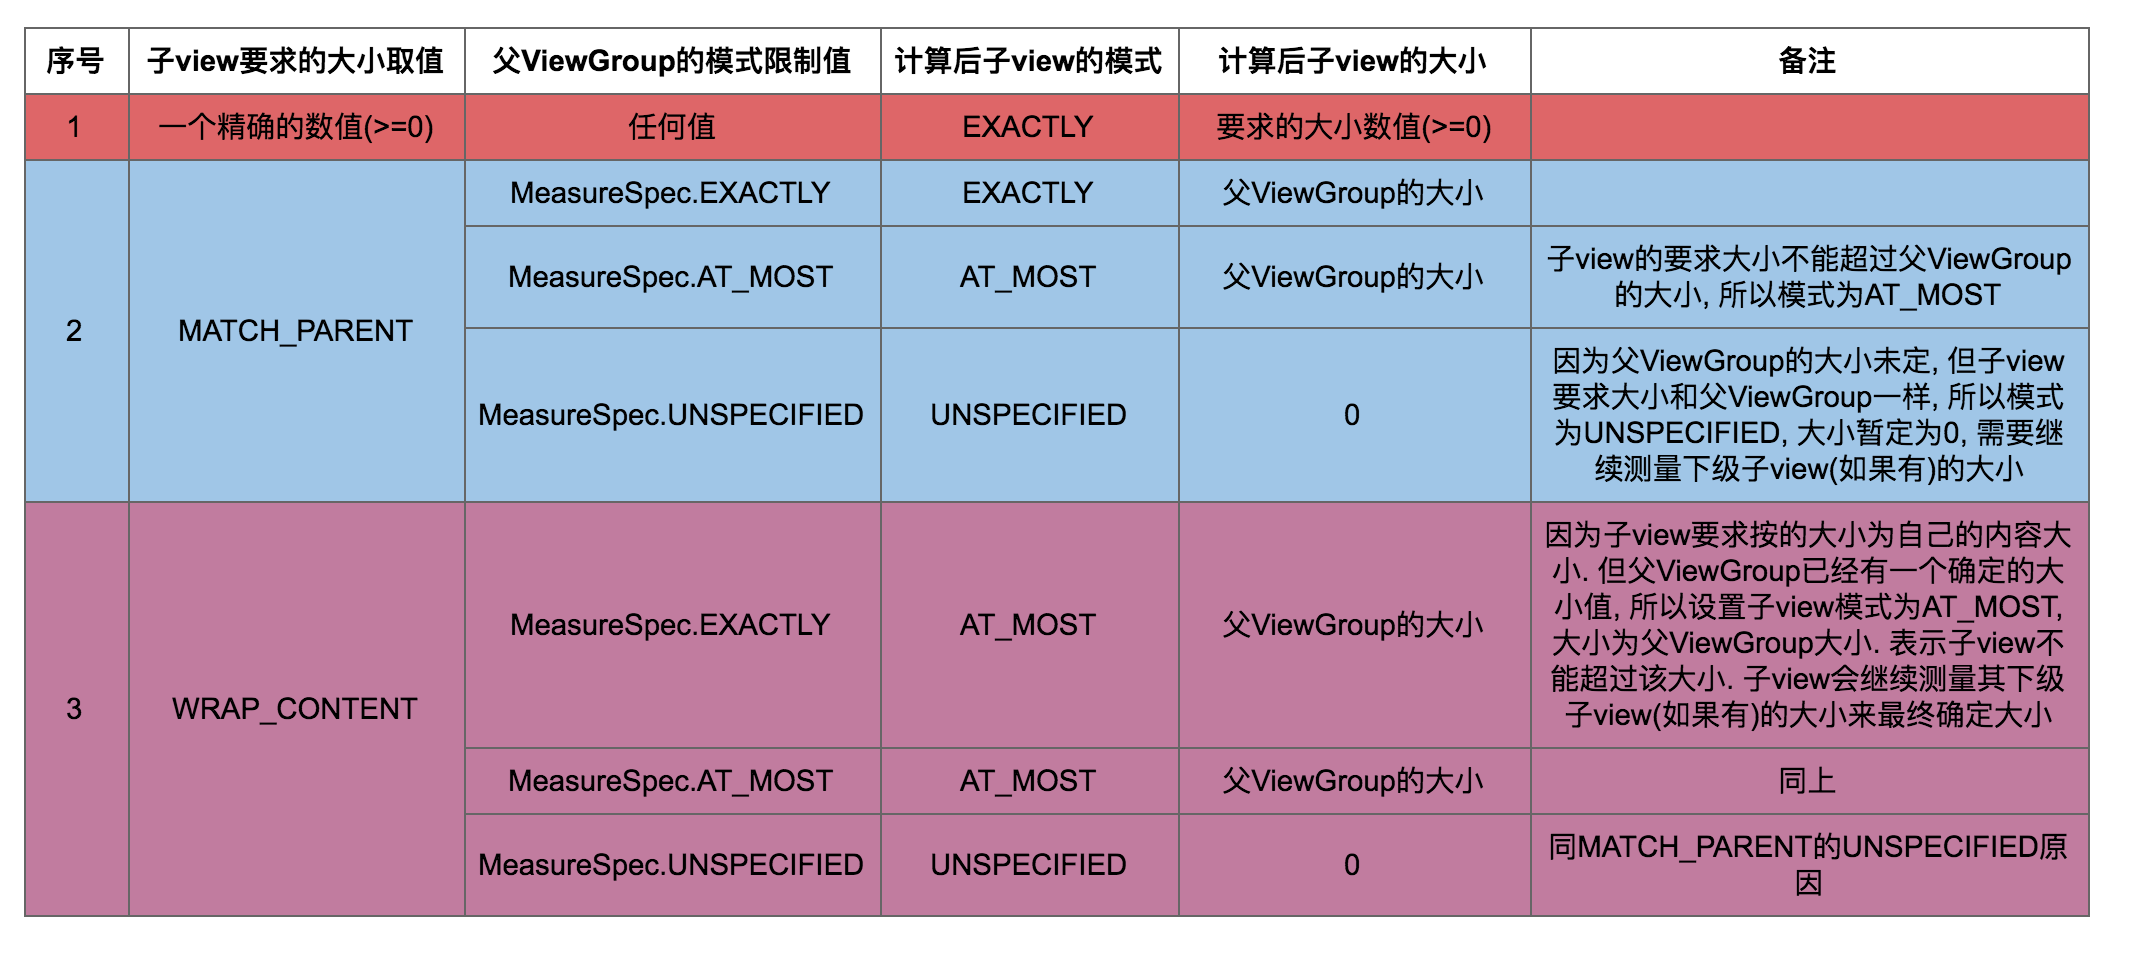 序号
子view要求的大小取值
父ViewGroup的模式限制值
计算后子view的模式
计算后子view的大小
备注
1
一个精确的数值(>=0)
任何值
EXACTLY
要求的大小数值(>=0)
2
MATCH_PARENT
MeasureSpec.EXACTLY
EXACTLY
父ViewGroup的大小
MeasureSpec.AT_MOST
AT_MOST
父ViewGroup的大小
子view的要求大小不能超过父ViewGroup
的大小, 所以模式为AT_MOST
MeasureSpec.UNSPECIFIED
UNSPECIFIED
0
因为父ViewGroup的大小未定, 但子view
要求大小和父ViewGroup一样, 所以模式
为UNSPECIFIED, 大小暂定为0, 需要继
续测量下级子view(如果有)的大小
3
WRAP_CONTENT
MeasureSpec.EXACTLY
AT_MOST
父ViewGroup的大小
因为子view要求按的大小为自己的内容大
小. 但父ViewGroup已经有一个确定的大
小值, 所以设置子view模式为AT_MOST,
大小为父ViewGroup大小. 表示子view不
能超过该大小. 子view会继续测量其下级
子view(如果有)的大小来最终确定大小
MeasureSpec.AT_MOST
AT_MOST
父ViewGroup的大小
同上
MeasureSpec.UNSPECIFIED
UNSPECIFIED
0
同MATCH_PARENT的UNSPECIFIED原
因